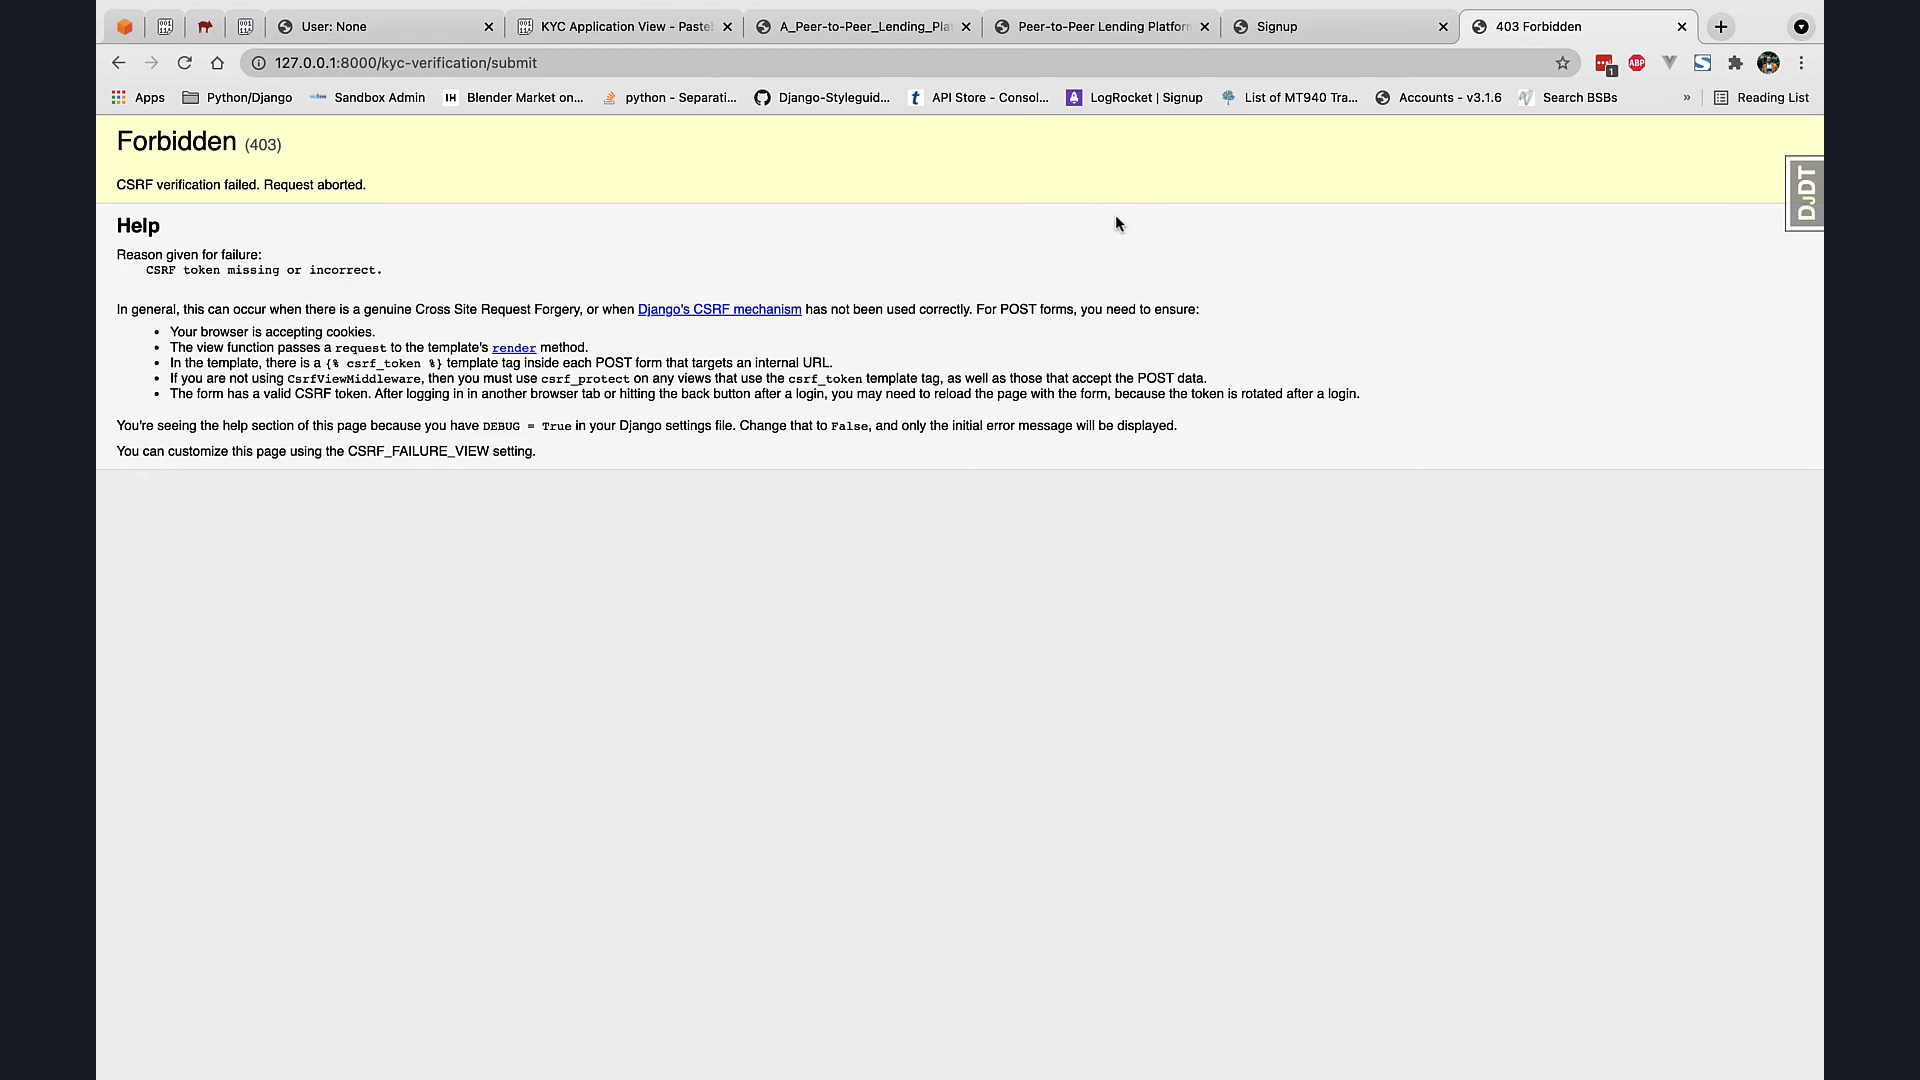 User: None
KYC Application View - Paste
A_Peer-to-Peer_Lending_Pla
Peer-to-Peer Lending Platfor
Signup
403 Forbidden
127.0.0.1:8000/kyc-verification/submit
1
ABP
Apps
Python/Django
Sandbox Admin
IH
Blender Market on...
python - Separati...
Django-Styleguid...
t
API Store - Consol...
LogRocket | Signup
List of MT940 Tra...
Accounts - v3.1.6
Search BSBs
»
Reading List
Forbidden (403)
CSRF verification failed. Request aborted.
DJDT
Help
Reason given for failure:
CSRF token missing or incorrect.
In general, this can occur when there is a genuine Cross Site Request Forgery, or when Django's CSRF mechanism has not been used correctly. For POST forms, you need to ensure:
• Your browser is accepting cookies.
• The view function passes a request to the template's render method.
• In the template, there is a {% csrf_token %} template tag inside each POST form that targets an internal URL.
• If you are not using CsrfViewMiddleware, then you must use csrf_protect on any views that use the csrf_token template tag, as well as those that accept the POST data.
• The form has a valid CSRF token. After logging in in another browser tab or hitting the back button after a login, you may need to reload the page with the form, because the token is rotated after a login.
You're seeing the help section of this page because you have DEBUG = True in your Django settings file. Change that to False, and only the initial error message will be displayed.
You can customize this page using the CSRF_FAILURE_VIEW setting.